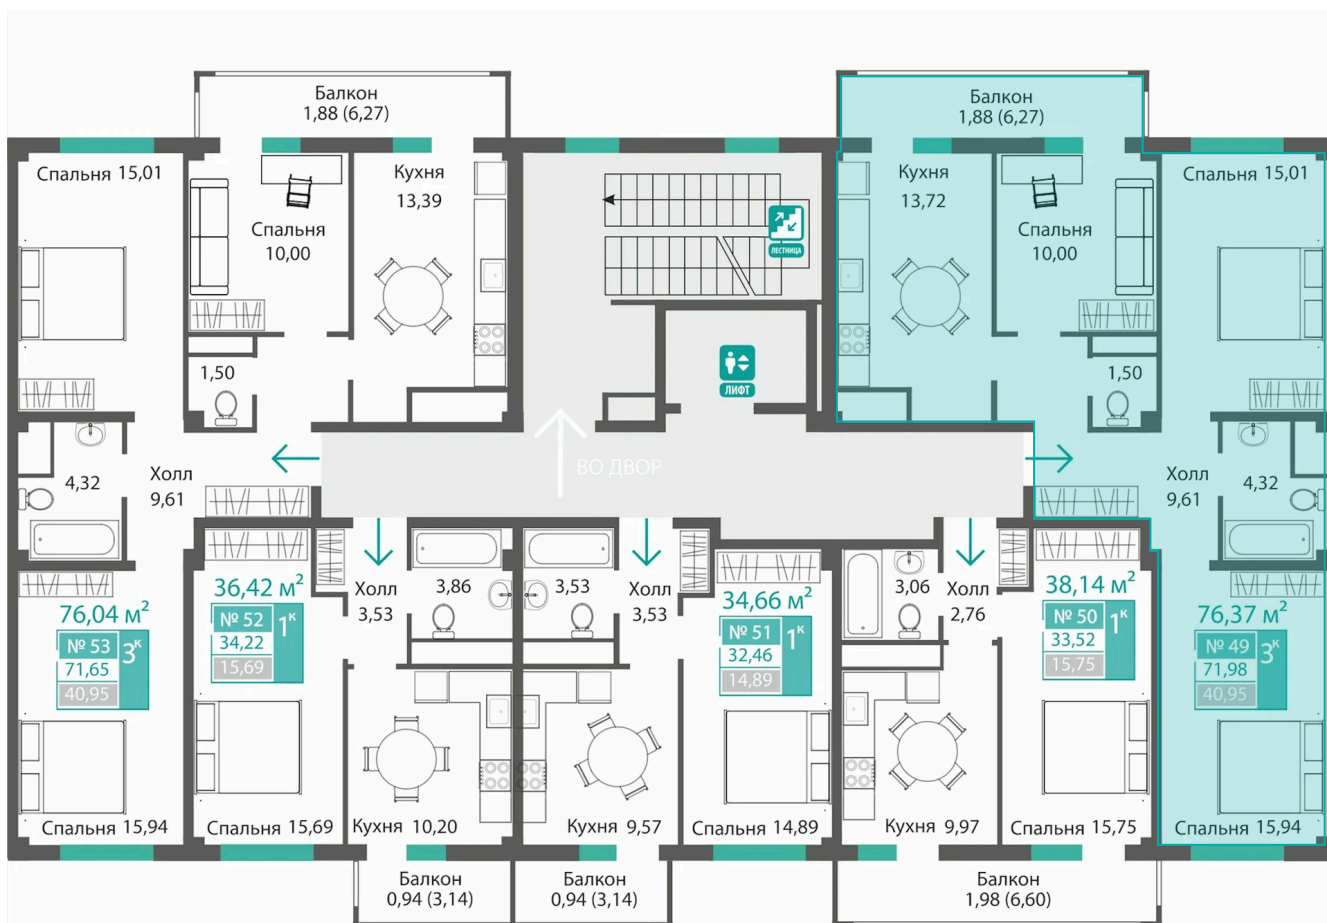 Балкон
1,88 (6,27)
Балкон
1,88 (6,27)
Спальня 15,01
Кухня
13,39
Спальня
10,00
ЛЕСТНИЦА
Кухня
13,72
Спальня
10,00
Спальня 15,01
1,50
ЛИФТ
1,50
4,32
Холл
9,61
ВО ДВОР
Холл
9,61
4,32
76,04 м²
№ 53
71,65
40,95
3к
36,42 м²
№ 52
34,22
15,69
1к
Холл
3,53
3,86
3,53
Холл
3,53
34,66 м²
№ 51
32,46
14,89
1к
3,06
Холл
2,76
38,14 м²
№ 50
33,52
15,75
1к
76,37 м²
№ 49
71,98
40,95
3к
Спальня 15,94
Спальня 15,69
Кухня 10,20
Кухня 9,57
Спальня 14,89
Кухня 9,97
Спальня 15,75
Спальня 15,94
Балкон
0,94 (3,14)
Балкон
0,94 (3,14)
Балкон
1,98 (6,60)